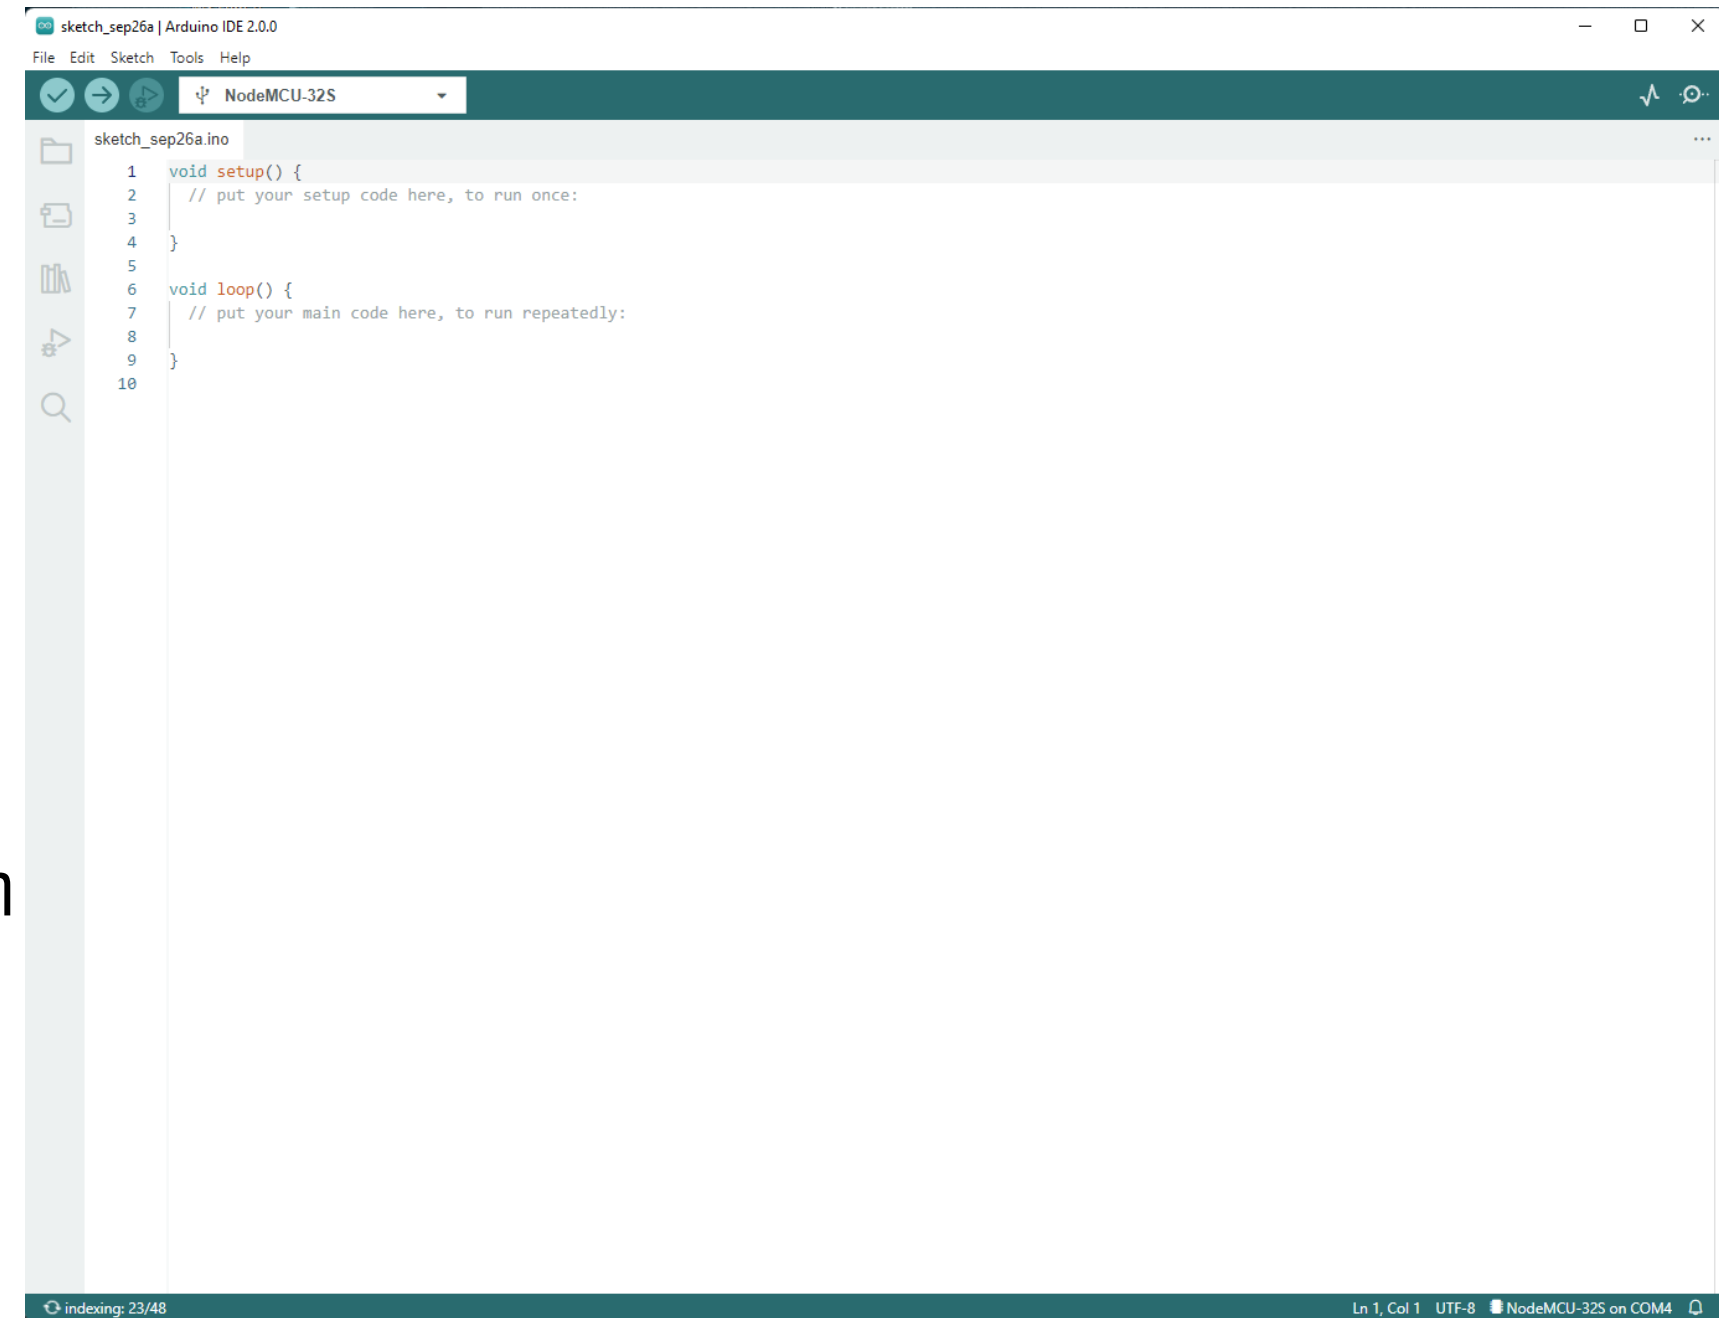 sketch_sep26a | Arduino IDE 2.0.0
File Edit Sketch Tools Help
NodeMCU-32S
sketch_sep26a.ino
1 void setup() {
2 // put your setup code here, to run once:
3
4 }
5
6 void loop() {
7 // put your main code here, to run repeatedly:
8
9 }
10
n
indexing: 23/48 Ln 1, Col 1 UTF-8 NodeMCU-32S on COM4